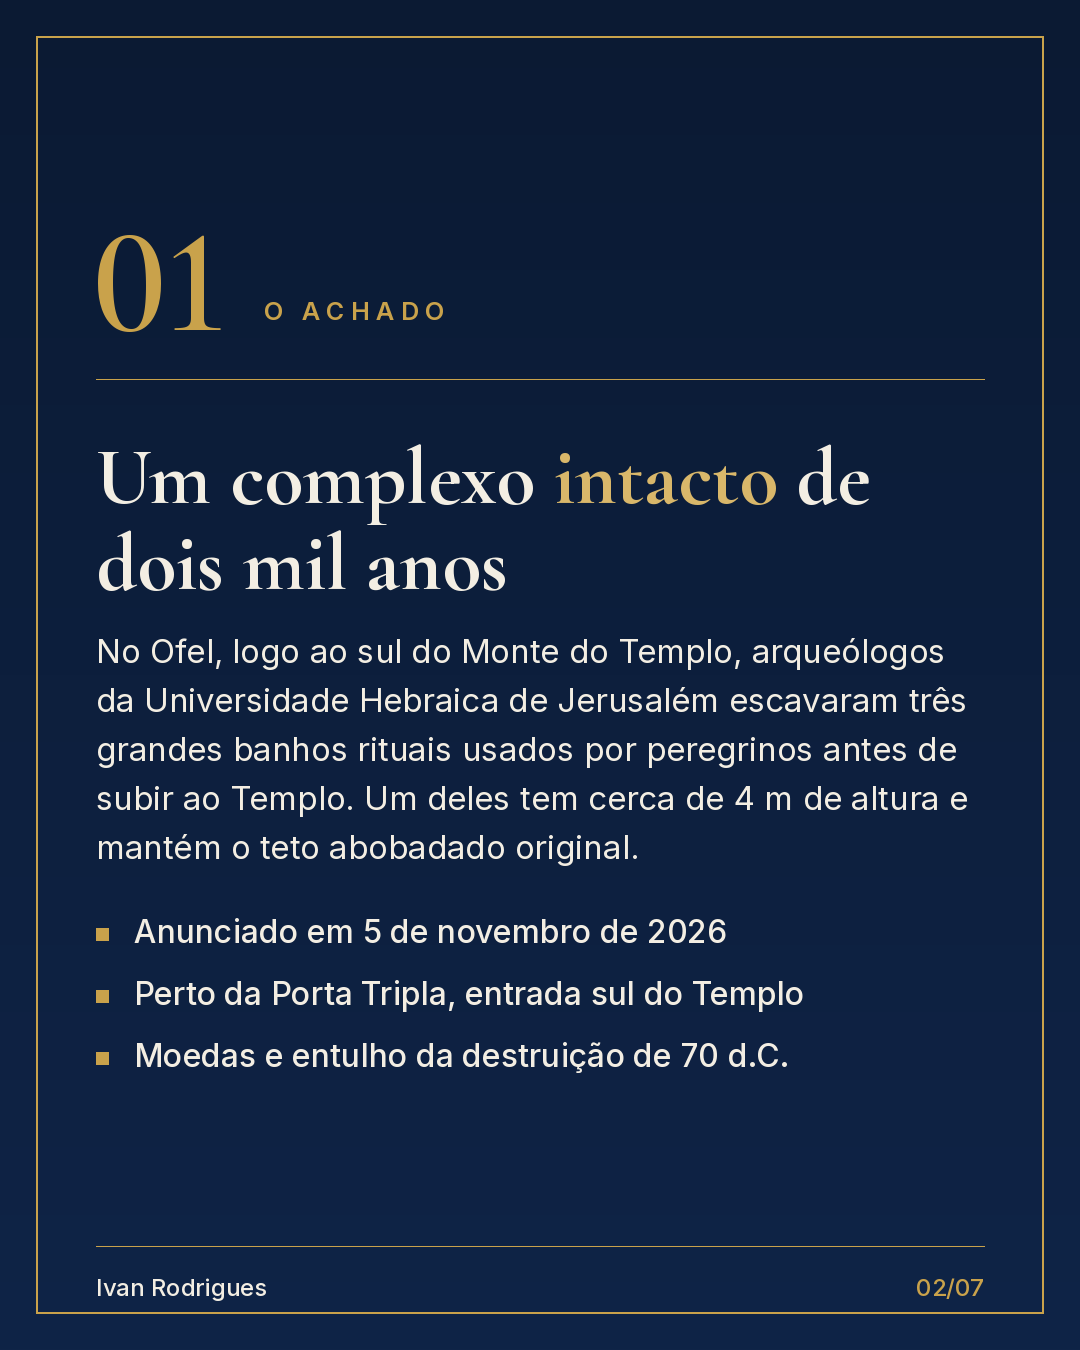 01 O ACHADO
Um complexo intacto de
dois mil anos
No Ofel, logo ao sul do Monte do Templo, arqueólogos
da Universidade Hebraica de Jerusalém escavaram três
grandes banhos rituais usados por peregrinos antes de
subir ao Templo. Um deles tem cerca de 4 m de altura e
mantém o teto abobadado original.
Anunciado em 5 de novembro de 2026
Perto da Porta Tripla, entrada sul do Templo
Moedas e entulho da destruição de 70 d.C.
Ivan Rodrigues 02/07